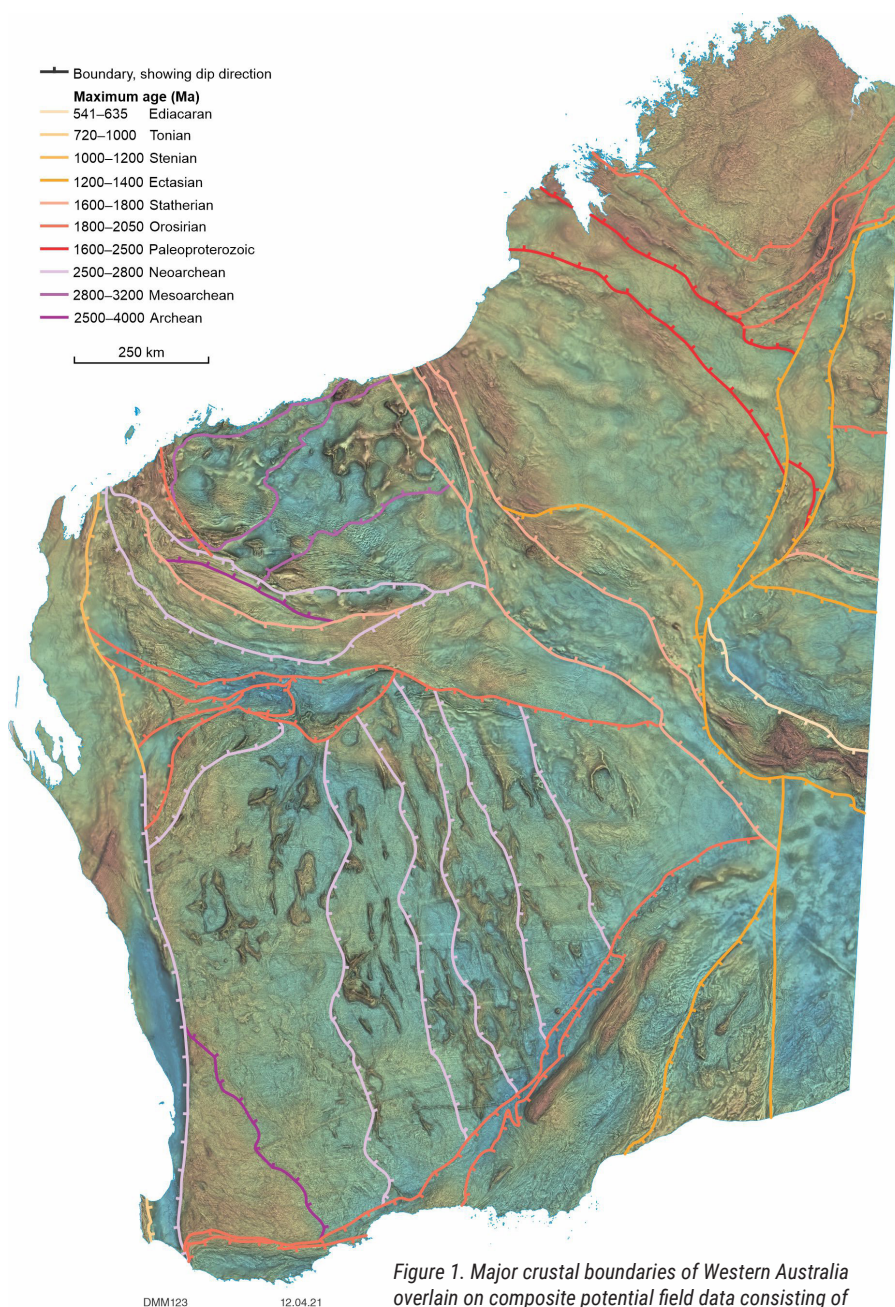 Boundary, showing dip direction
Maximum age (Ma)
541–635 Ediacaran
720–1000 Tonian
1000–1200 Stenian
1200–1400 Ectasian
1600–1800 Statherian
1800–2050 Orosirian
1600–2500 Paleoproterozoic
2500–2800 Neoarchean
2800–3200 Mesoarchean
2500–4000 Archean
250 km
DMM123 12.04.21
Figure 1. Major crustal boundaries of Western Australia
overlain on composite potential field data consisting of